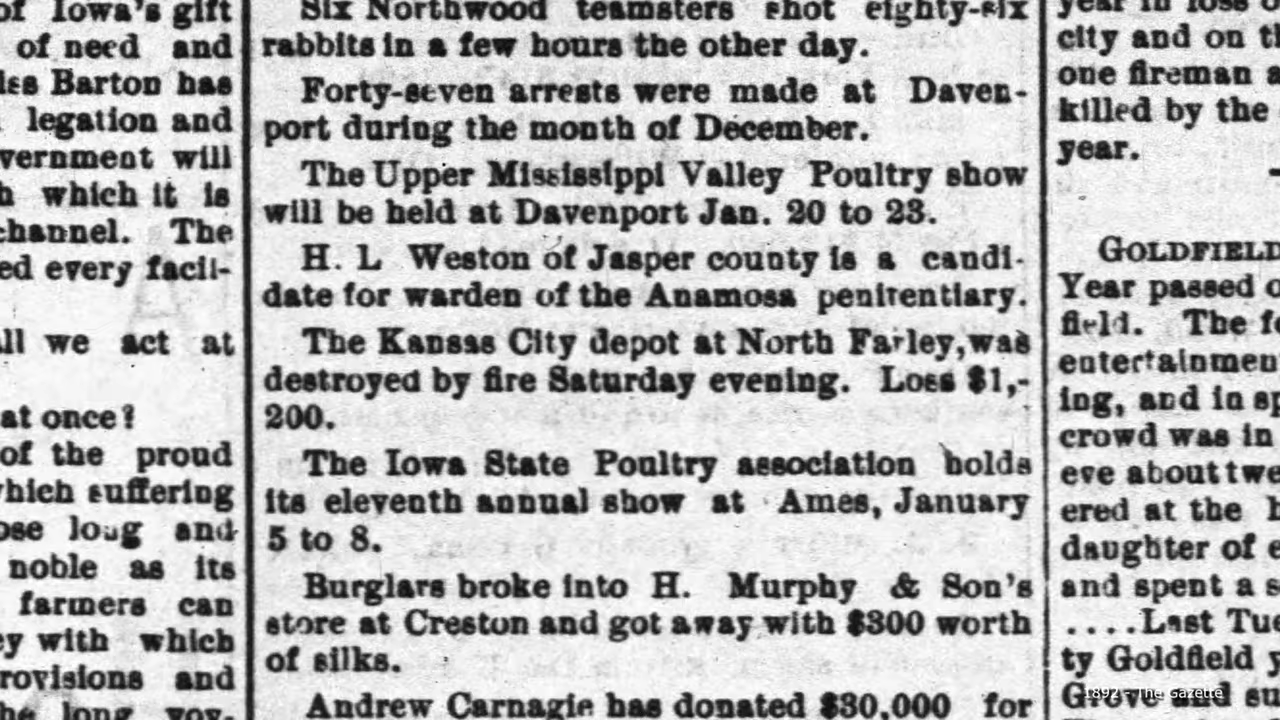 of Iowa's gift
of need and
Barton has
legation and
vernment will
which it is
channel. The
ed every facil-
all we act at
at once?
of the proud
which suffering
ose long and
noble as its
farmers can
with which
rovisions and
the long voy-
Six Northwood teamsters shot eighty-six
rabbits in a few hours the other day.
Forty-seven arrests were made at Daven-
port during the month of December.
The Upper Mississippi Valley Poultry show
will be held at Davenport Jan. 20 to 23.
H. L Weston of Jasper county is a candi-
date for warden of the Anamosa penitentiary.
The Kansas City depot at North Farley, was
destroyed by fire Saturday evening. Loss $1,-
200.
The Iowa State Poultry association holds
its eleventh annual show at Ames, January
5 to 8.
Burglars broke into H. Murphy & Son's
store at Creston and got away with $300 worth
of silks.
Andrew Carnagie has donated $30,000 for
year in loss o
city and on th
one fireman a
killed by the
year.
GOLDFIELD
Year passed o
field. The fo
entertainmen
ing, and in sp
crowd was in
eve about twe
ered at the h
daughter of e
and spent a s
....Last Tue
ty Goldfield y
Grove and su
1892 - The Gazette